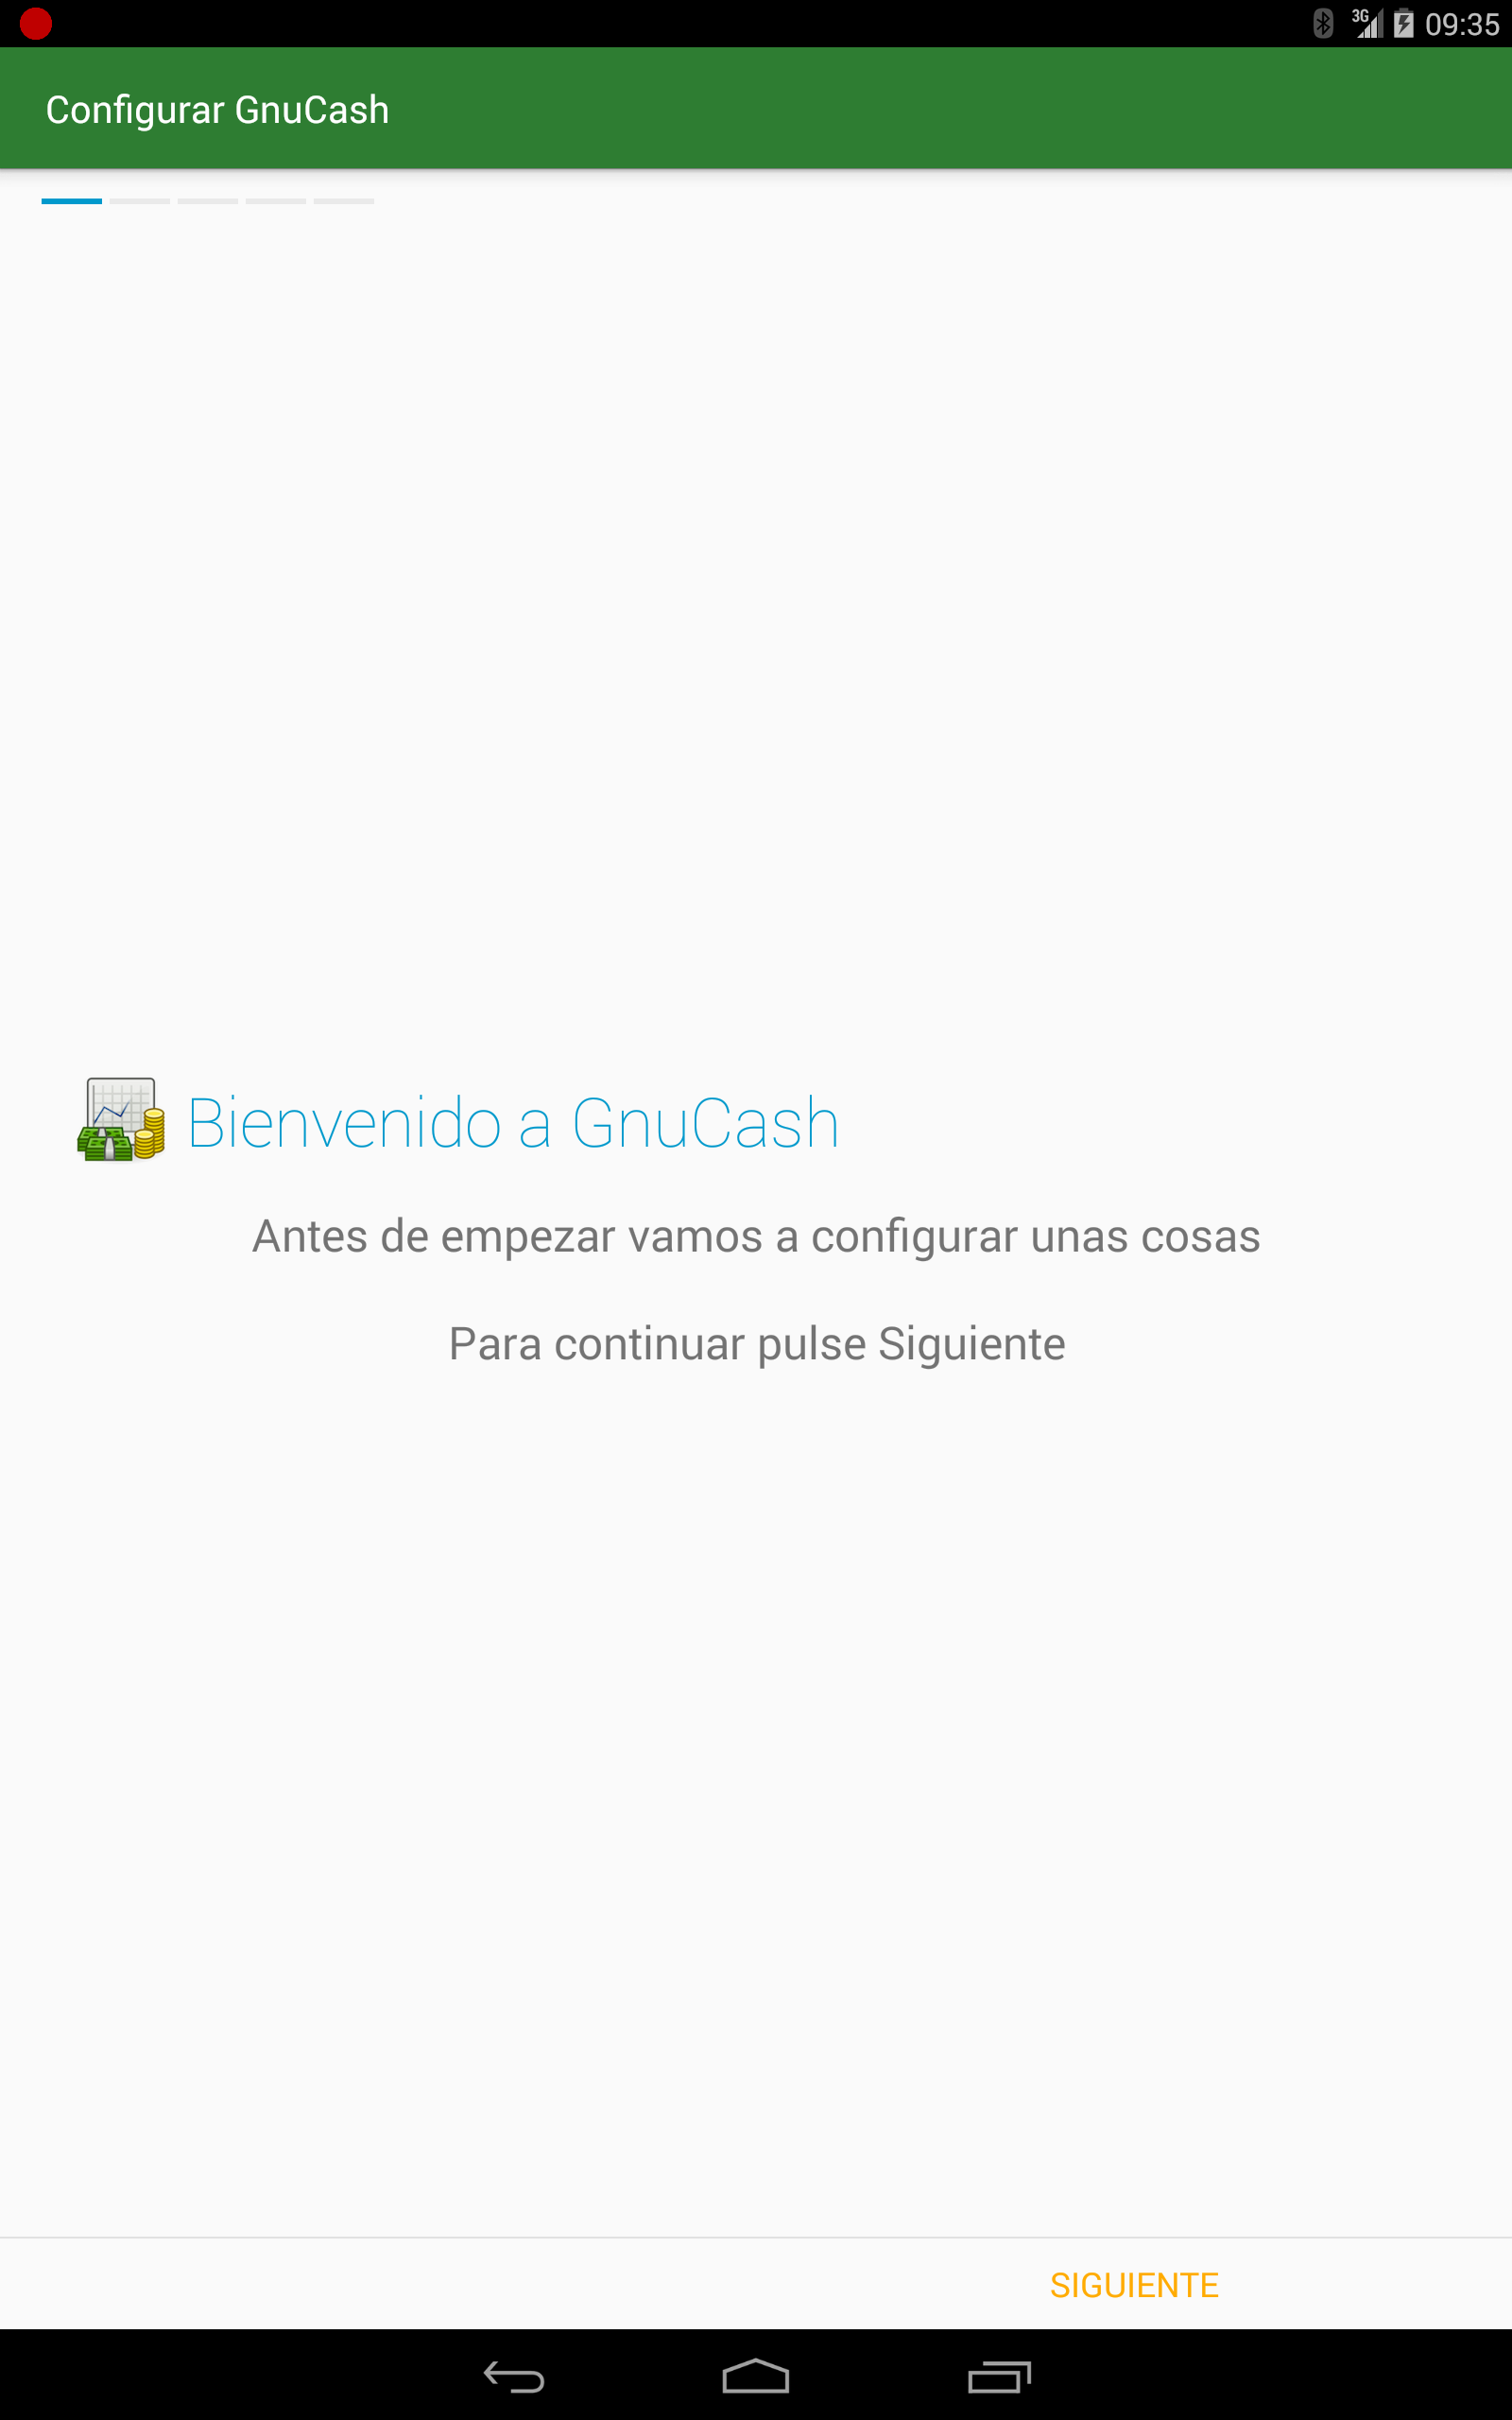 3G 09:35
Configurar GnuCash
Bienvenido a GnuCash
Antes de empezar vamos a configurar unas cosas
Para continuar pulse Siguiente
SIGUIENTE